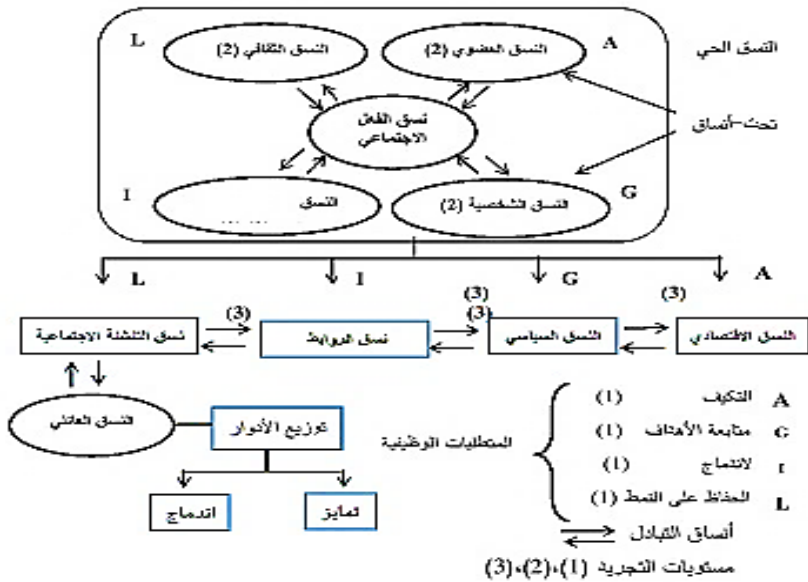 L
النسق الثقافي (2)
النسق العضوي (2)
A
النسق الحي
نسق الفعل
الاجتماعي
تحت-أنساق
I
النسق
النسق الشخصية (2)
G
L
I
G
A
(3)
(3)
(3)
(3)
نسق التنشئة الاجتماعية
نسق الروابط
النسق السياسي
النسق الاقتصادي
النسق العائلي
توزيع الأدوار
اندماج
تمايز
المتطلبات الوظيفية
التكيف (1) A
متابعة الأهداف (1) G
لاندماج (1) I
الحفاظ على النمط (1) L
أنساق التبادل
مستويات التجريد (1)،(2)،(3)